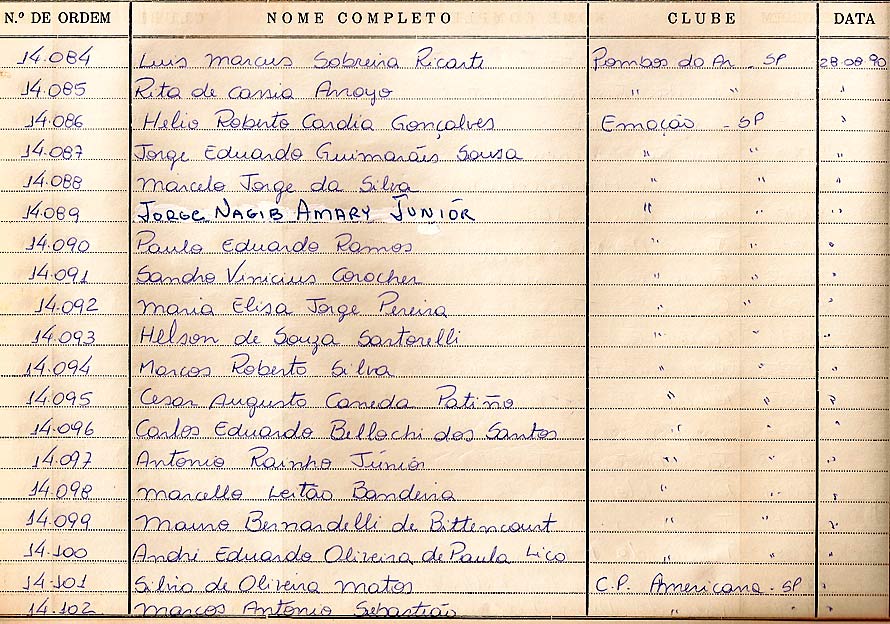 N.º DE ORDEM NOME COMPLETO CLUBE DATA
14.084 Luis Marcus Sobreira Ricarti Pombos do Ar - SP 28.08.90
14.085 Rita de Cassia Arroyo " " "
14.086 Helio Roberto Cardia Gonçalves Emoção - SP "
14.087 Jorge Eduardo Guimarães Sousa " " "
14.088 Marcelo Jorge da Silva " " "
14.089 JORGE NAGIB AMARY JÚNIOR " " "
14.090 Paulo Eduardo Ramos " " "
14.091 Sandro Vinicius Corocher " " "
14.092 Maria Elisa Jorge Pereira " " "
14.093 Helson de Souza Sartorelli " " "
14.094 Marcos Roberto Silva " " "
14.095 Cesar Augusto Caneda Patiño " " "
14.096 Carlos Eduardo Bellochi dos Santos " " "
14.097 Antonio Rainho Júnior " " "
14.098 Marcello Leitão Bandeira " " "
14.099 Mauro Bernardelli de Bittencourt " " "
14.100 André Eduardo Oliveira de Paula Lico " " "
14.101 Silvio de Oliveira Matos C.P. Americana - SP "
14.102 Marcos Antonio Sebastião " " "